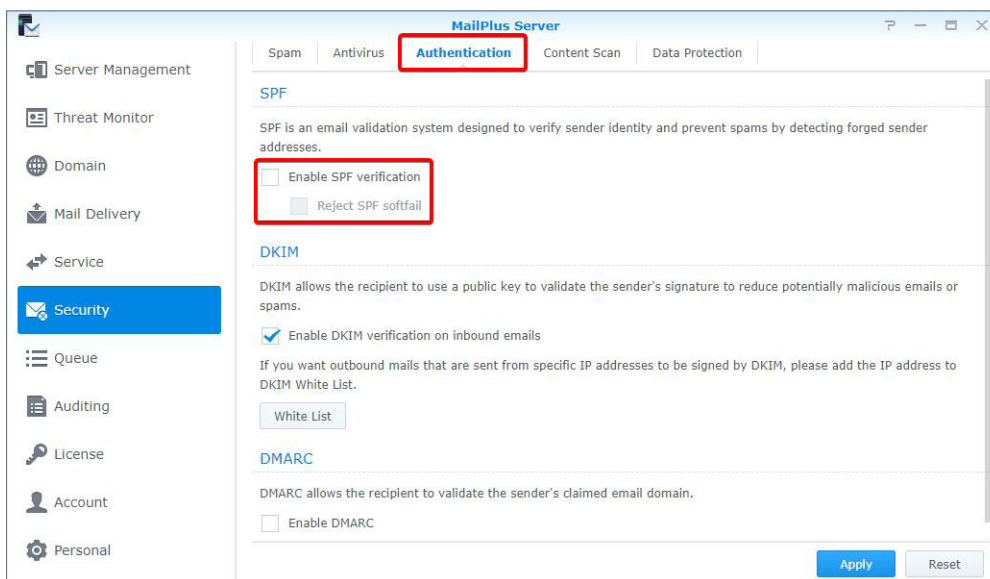 MailPlus Server
?
Spam
Antivirus
Authentication
Content Scan
Data Protection
Server Management
Threat Monitor
Domain
Mail Delivery
Service
Security
Queue
Auditing
License
Account
Personal
SPF
SPF is an email validation system designed to verify sender identity and prevent spams by detecting forged sender
addresses.
Enable SPF verification
Reject SPF softfail
DKIM
DKIM allows the recipient to use a public key to validate the sender's signature to reduce potentially malicious emails or
spams.
Enable DKIM verification on inbound emails
If you want outbound mails that are sent from specific IP addresses to be signed by DKIM, please add the IP address to
DKIM White List.
White List
DMARC
DMARC allows the recipient to validate the sender's claimed email domain.
Enable DMARC
Apply
Reset